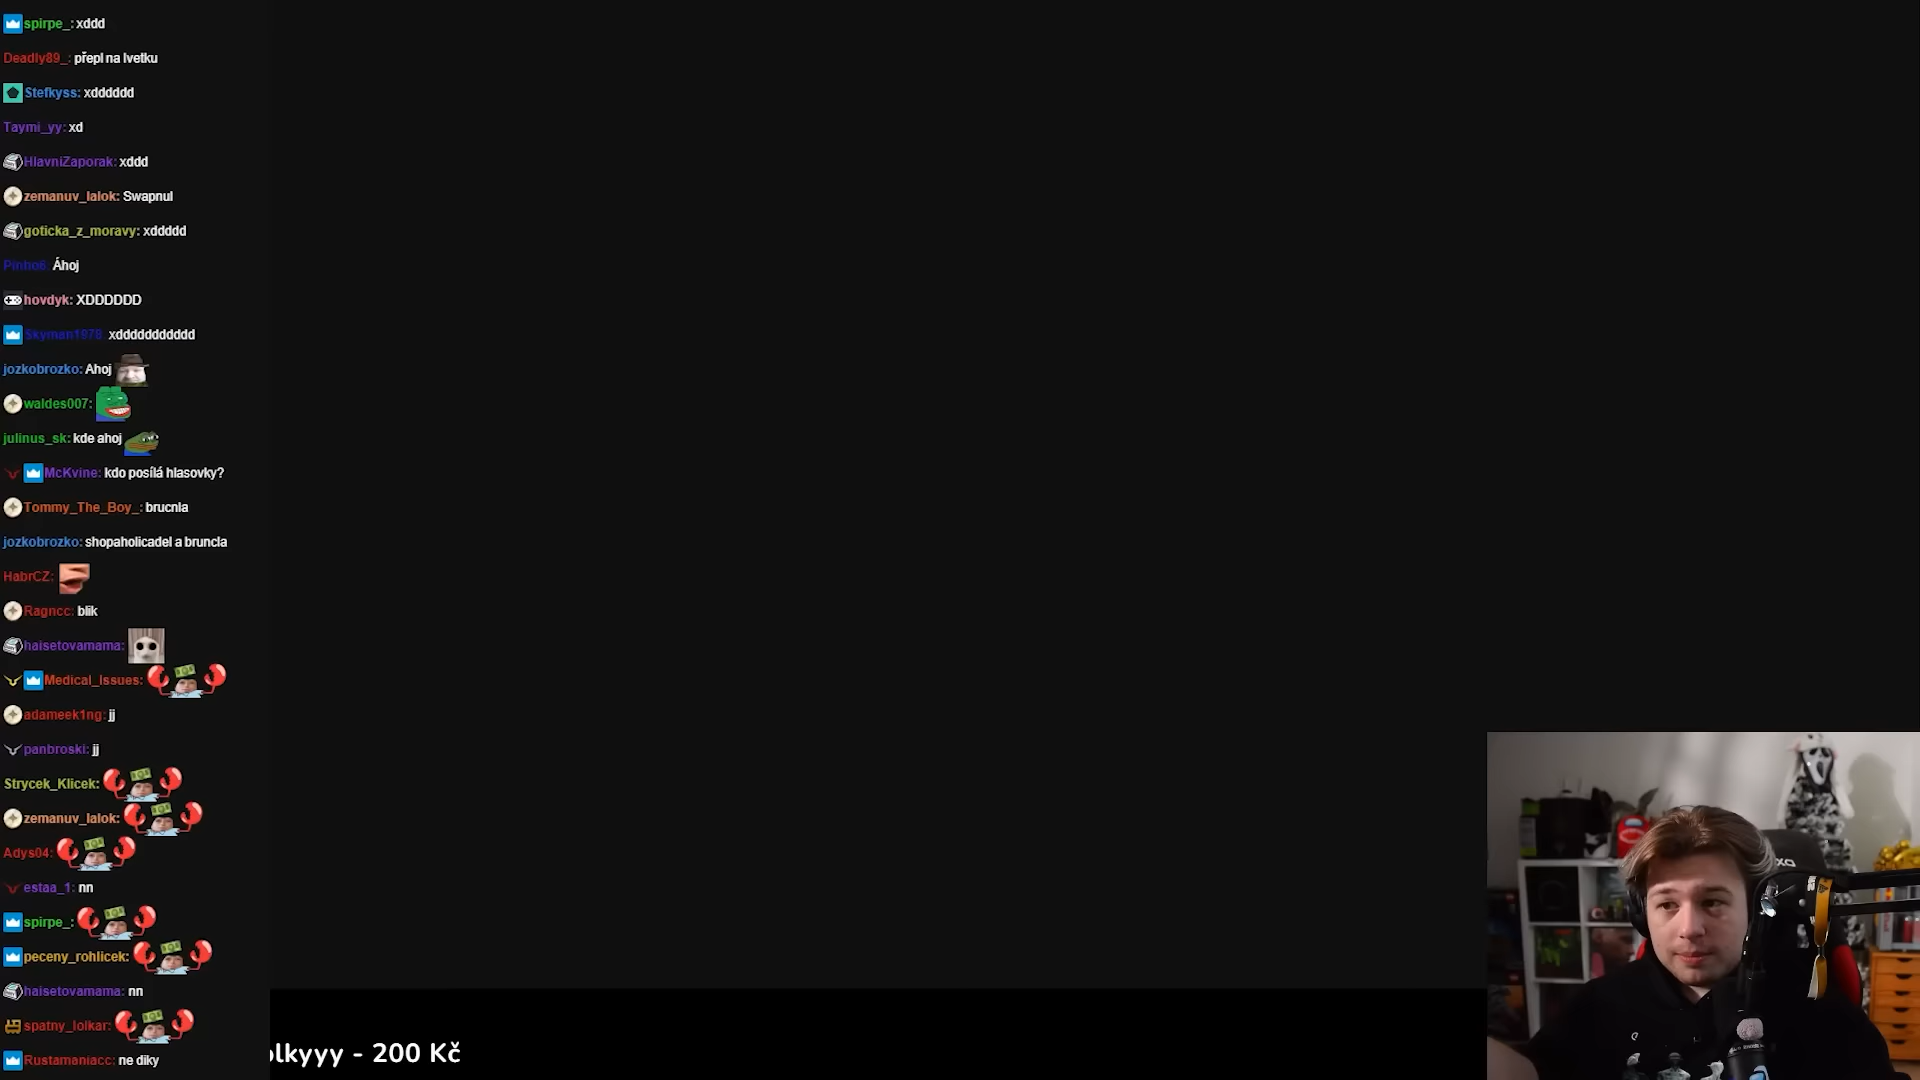 spirpe_: xddd
Deadly89_: přepl na Ivetku
Stefkyss: xdddddd
Taymi_yy: xd
HlavniZaporak: xddd
zemanuv_lalok: Swapnul
goticka_z_moravy: xddddd
Pinho6: Áhoj
hovdyk: XDDDDDD
Skyman1978: xddddddddddd
jozkobrozko: Ahoj
waldes007:
julinus_sk: kde ahoj
McKvine: kdo posílá hlasovky?
Tommy_The_Boy_: brucnla
jozkobrozko: shopaholicadel a bruncla
HabrCZ:
Ragncc: blik
haisetovamama:
Medical_Issues:
adameek1ng: jj
panbroski: jj
Strycek_Klicek:
zemanuv_lalok:
Adys04:
estaa_1: nn
spirpe_:
peceny_rohlicek:
haisetovamama: nn
spatny_lolkar:
Rustamaniacc: ne diky
olkyyy - 200 Kč